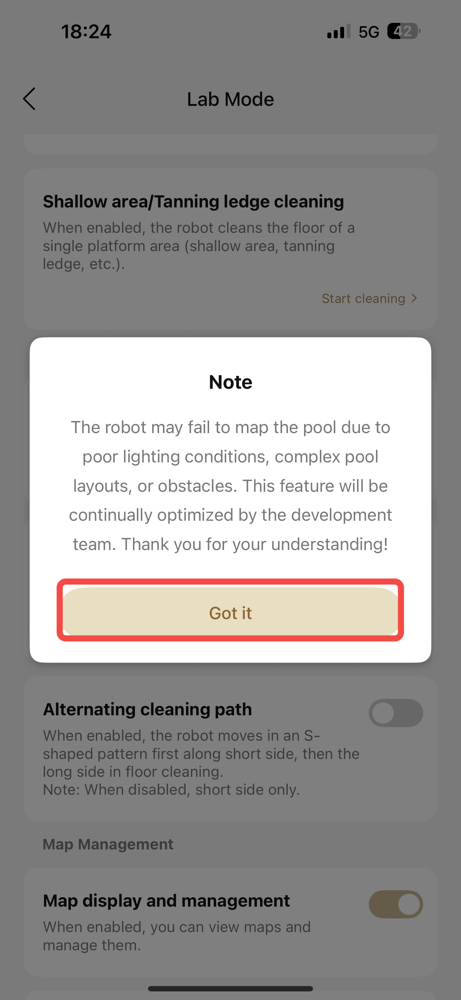 18:24
5G 42
Lab Mode
Shallow area/Tanning ledge cleaning
When enabled, the robot cleans the floor of a
single platform area (shallow area, tanning
ledge, etc.).
Start cleaning
Note
The robot may fail to map the pool due to
poor lighting conditions, complex pool
layouts, or obstacles. This feature will be
continually optimized by the development
team. Thank you for your understanding!
Got it
Alternating cleaning path
When enabled, the robot moves in an S-
shaped pattern first along short side, then the
long side in floor cleaning.
Note: When disabled, short side only.
Map Management
Map display and management
When enabled, you can view maps and
manage them.